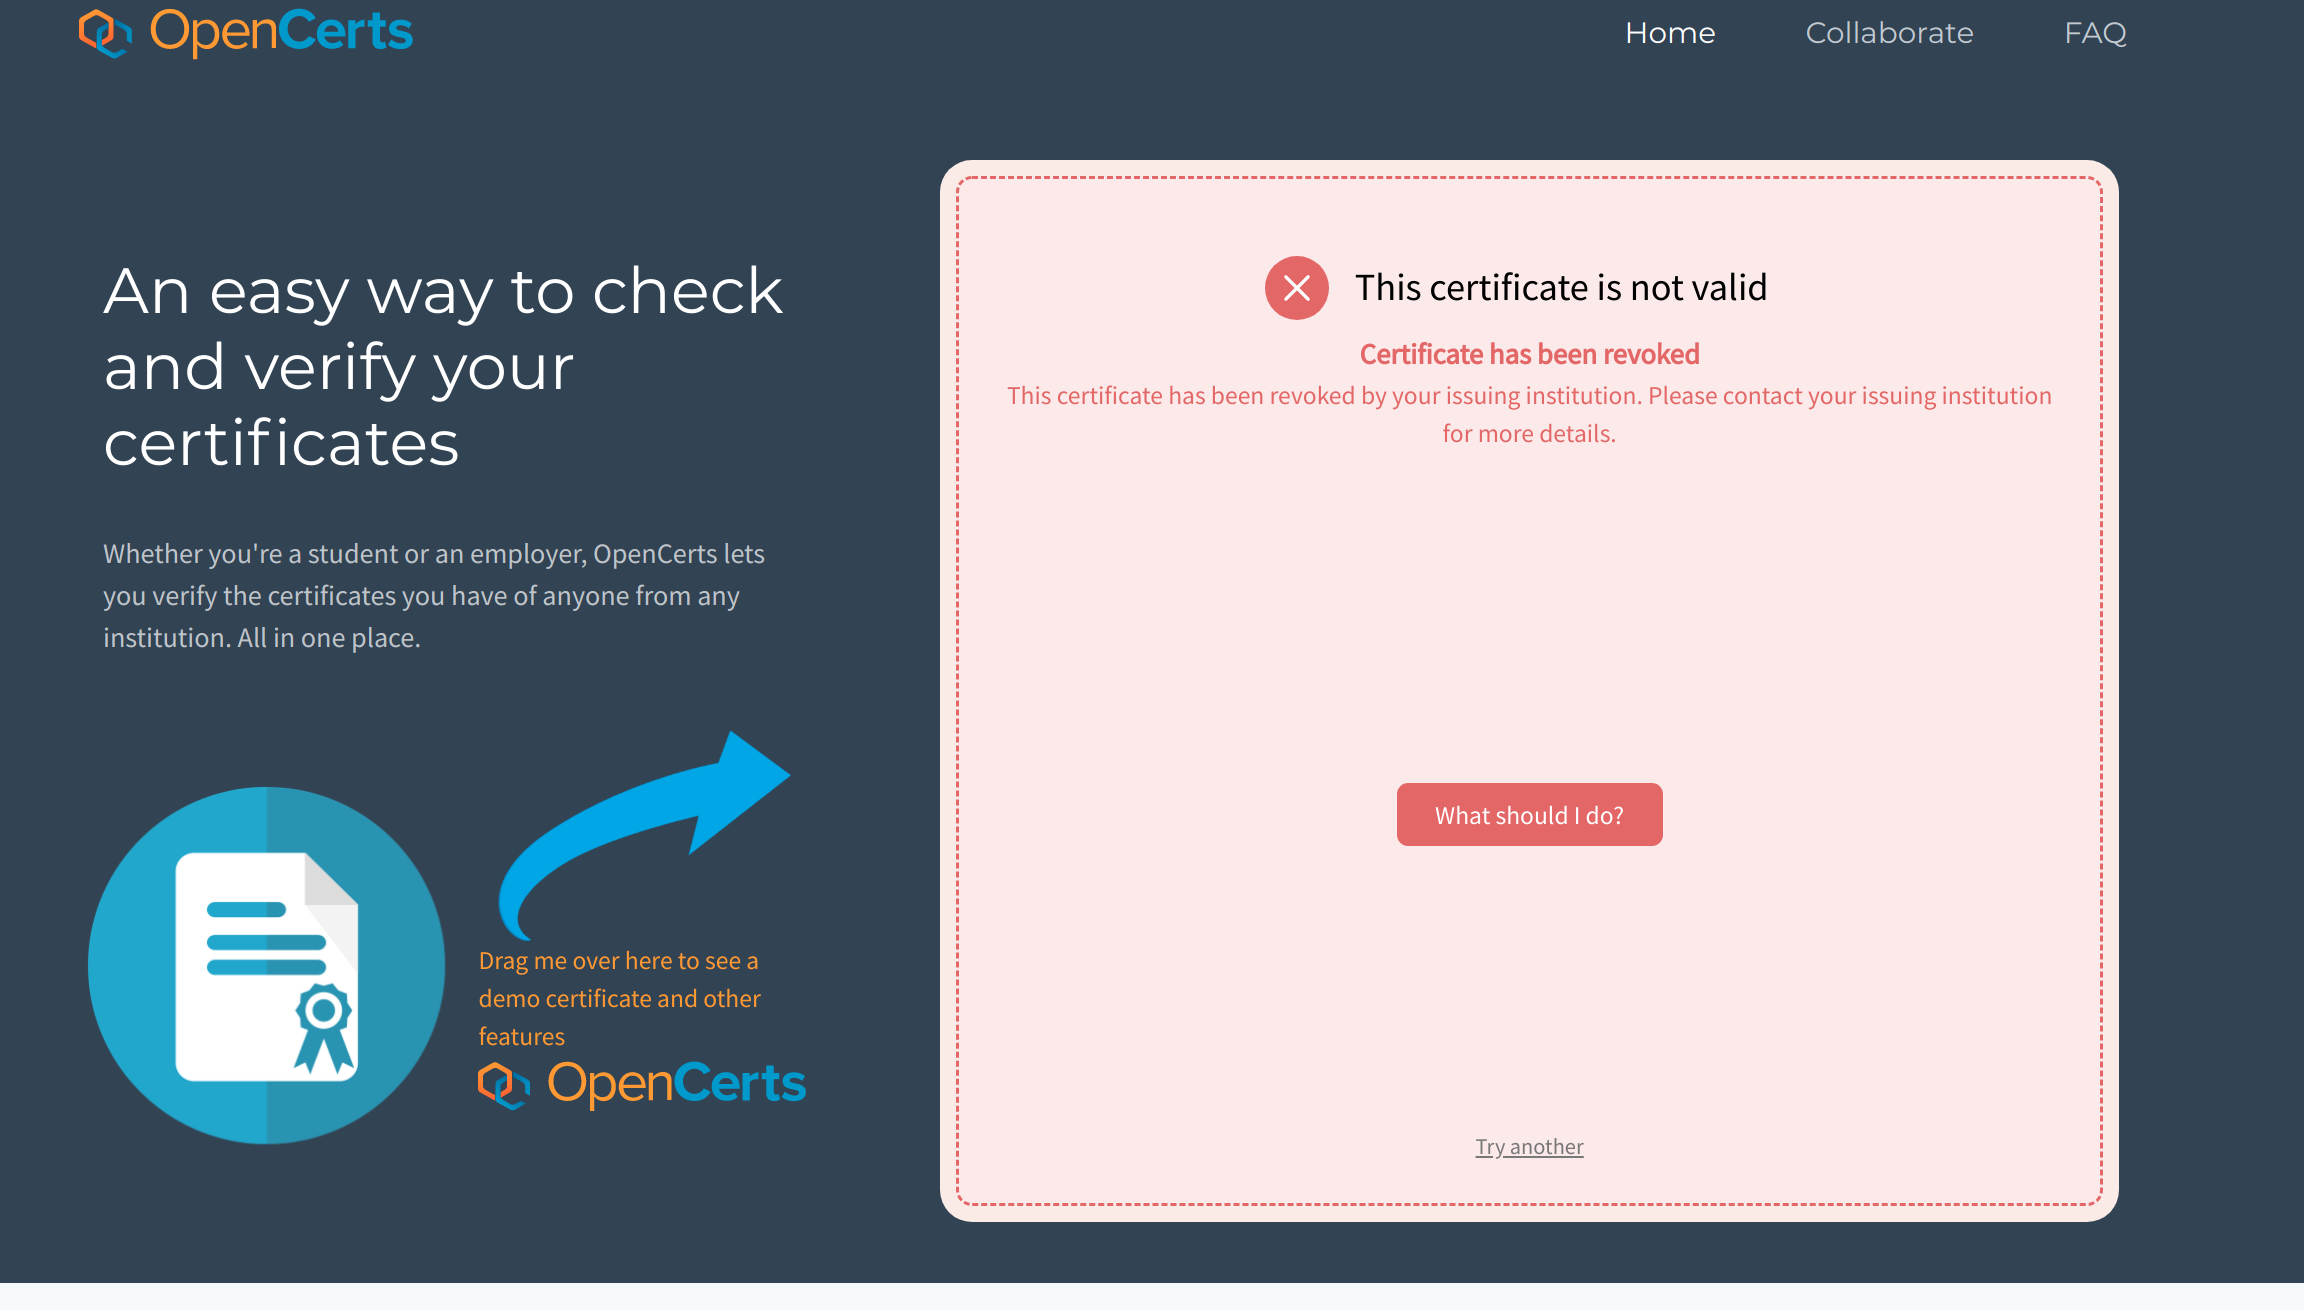 OpenCerts
Home
Collaborate
FAQ
An easy way to check
and verify your
certificates
Whether you're a student or an employer, OpenCerts lets
you verify the certificates you have of anyone from any
institution. All in one place.
Drag me over here to see a
demo certificate and other
features
OpenCerts
This certificate is not valid
Certificate has been revoked
This certificate has been revoked by your issuing institution. Please contact your issuing institution
for more details.
What should I do?
Try another